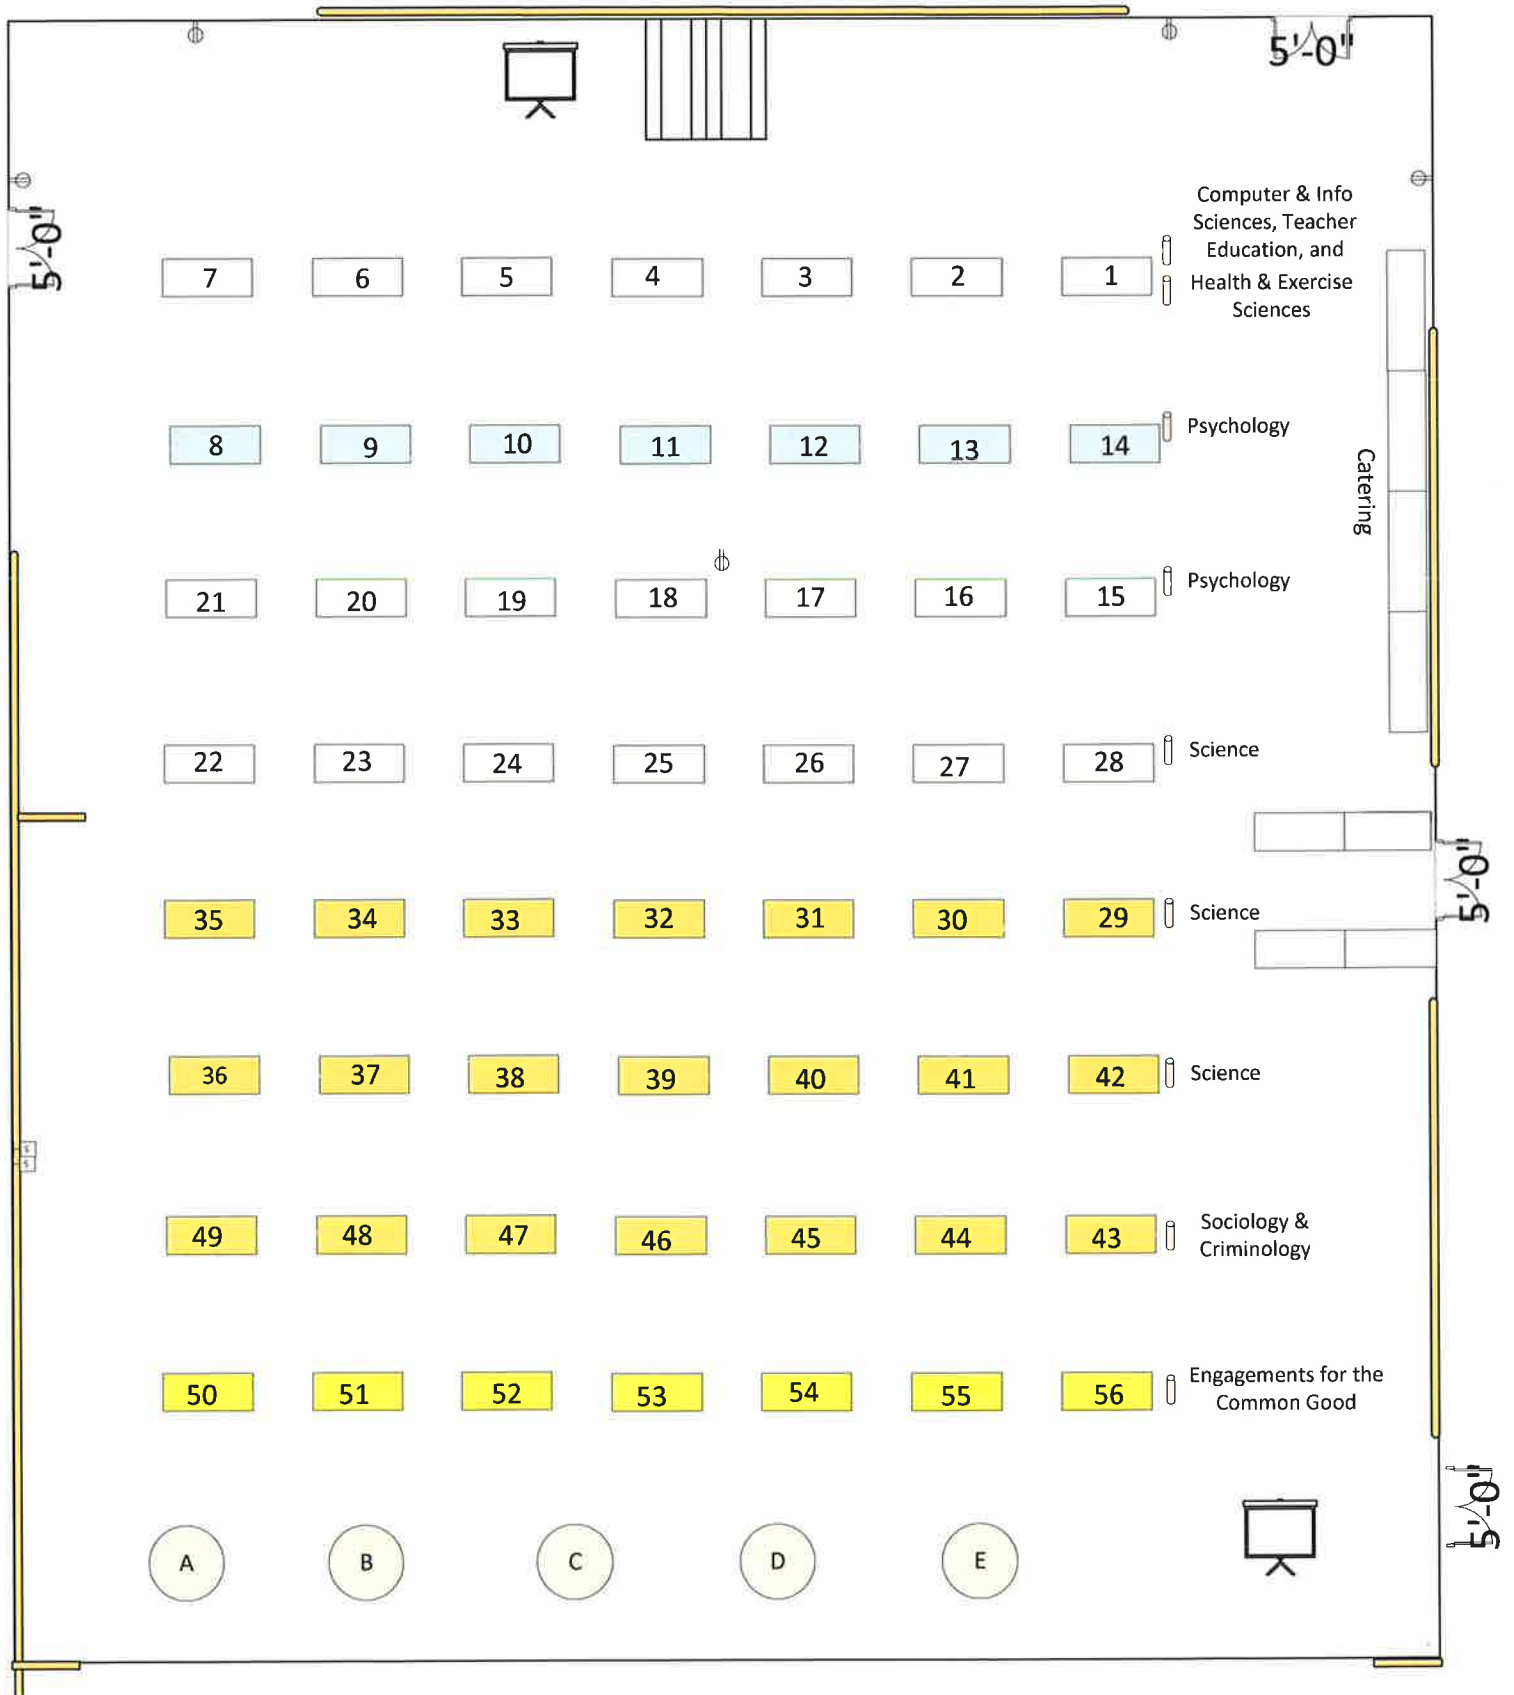 5'-0"
Computer & Info
Sciences, Teacher
Education, and
Health & Exercise
Sciences
5'-0"
7 6 5 4 3 2 1
8 9 10 11 12 13 14
Psychology
Catering
21 20 19 18 17 16 15
Psychology
22 23 24 25 26 27 28
Science
5'-0"
35 34 33 32 31 30 29
Science
36 37 38 39 40 41 42
Science
49 48 47 46 45 44 43
Sociology &
Criminology
50 51 52 53 54 55 56
Engagements for the
Common Good
5'-0"
A B C D E